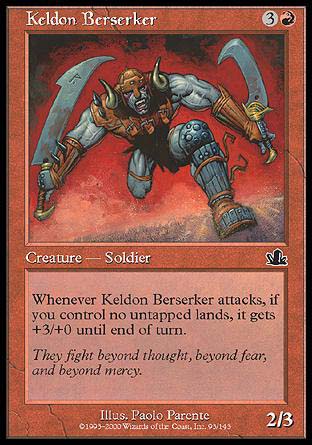 Keldon Berserker 3
Creature — Soldier
Whenever Keldon Berserker attacks, if
you control no untapped lands, it gets
+3/+0 until end of turn.
They fight beyond thought, beyond fear,
and beyond mercy.
2/3
Illus. Paolo Parente
©1993-2000 Wizards of the Coast, Inc. 93/143